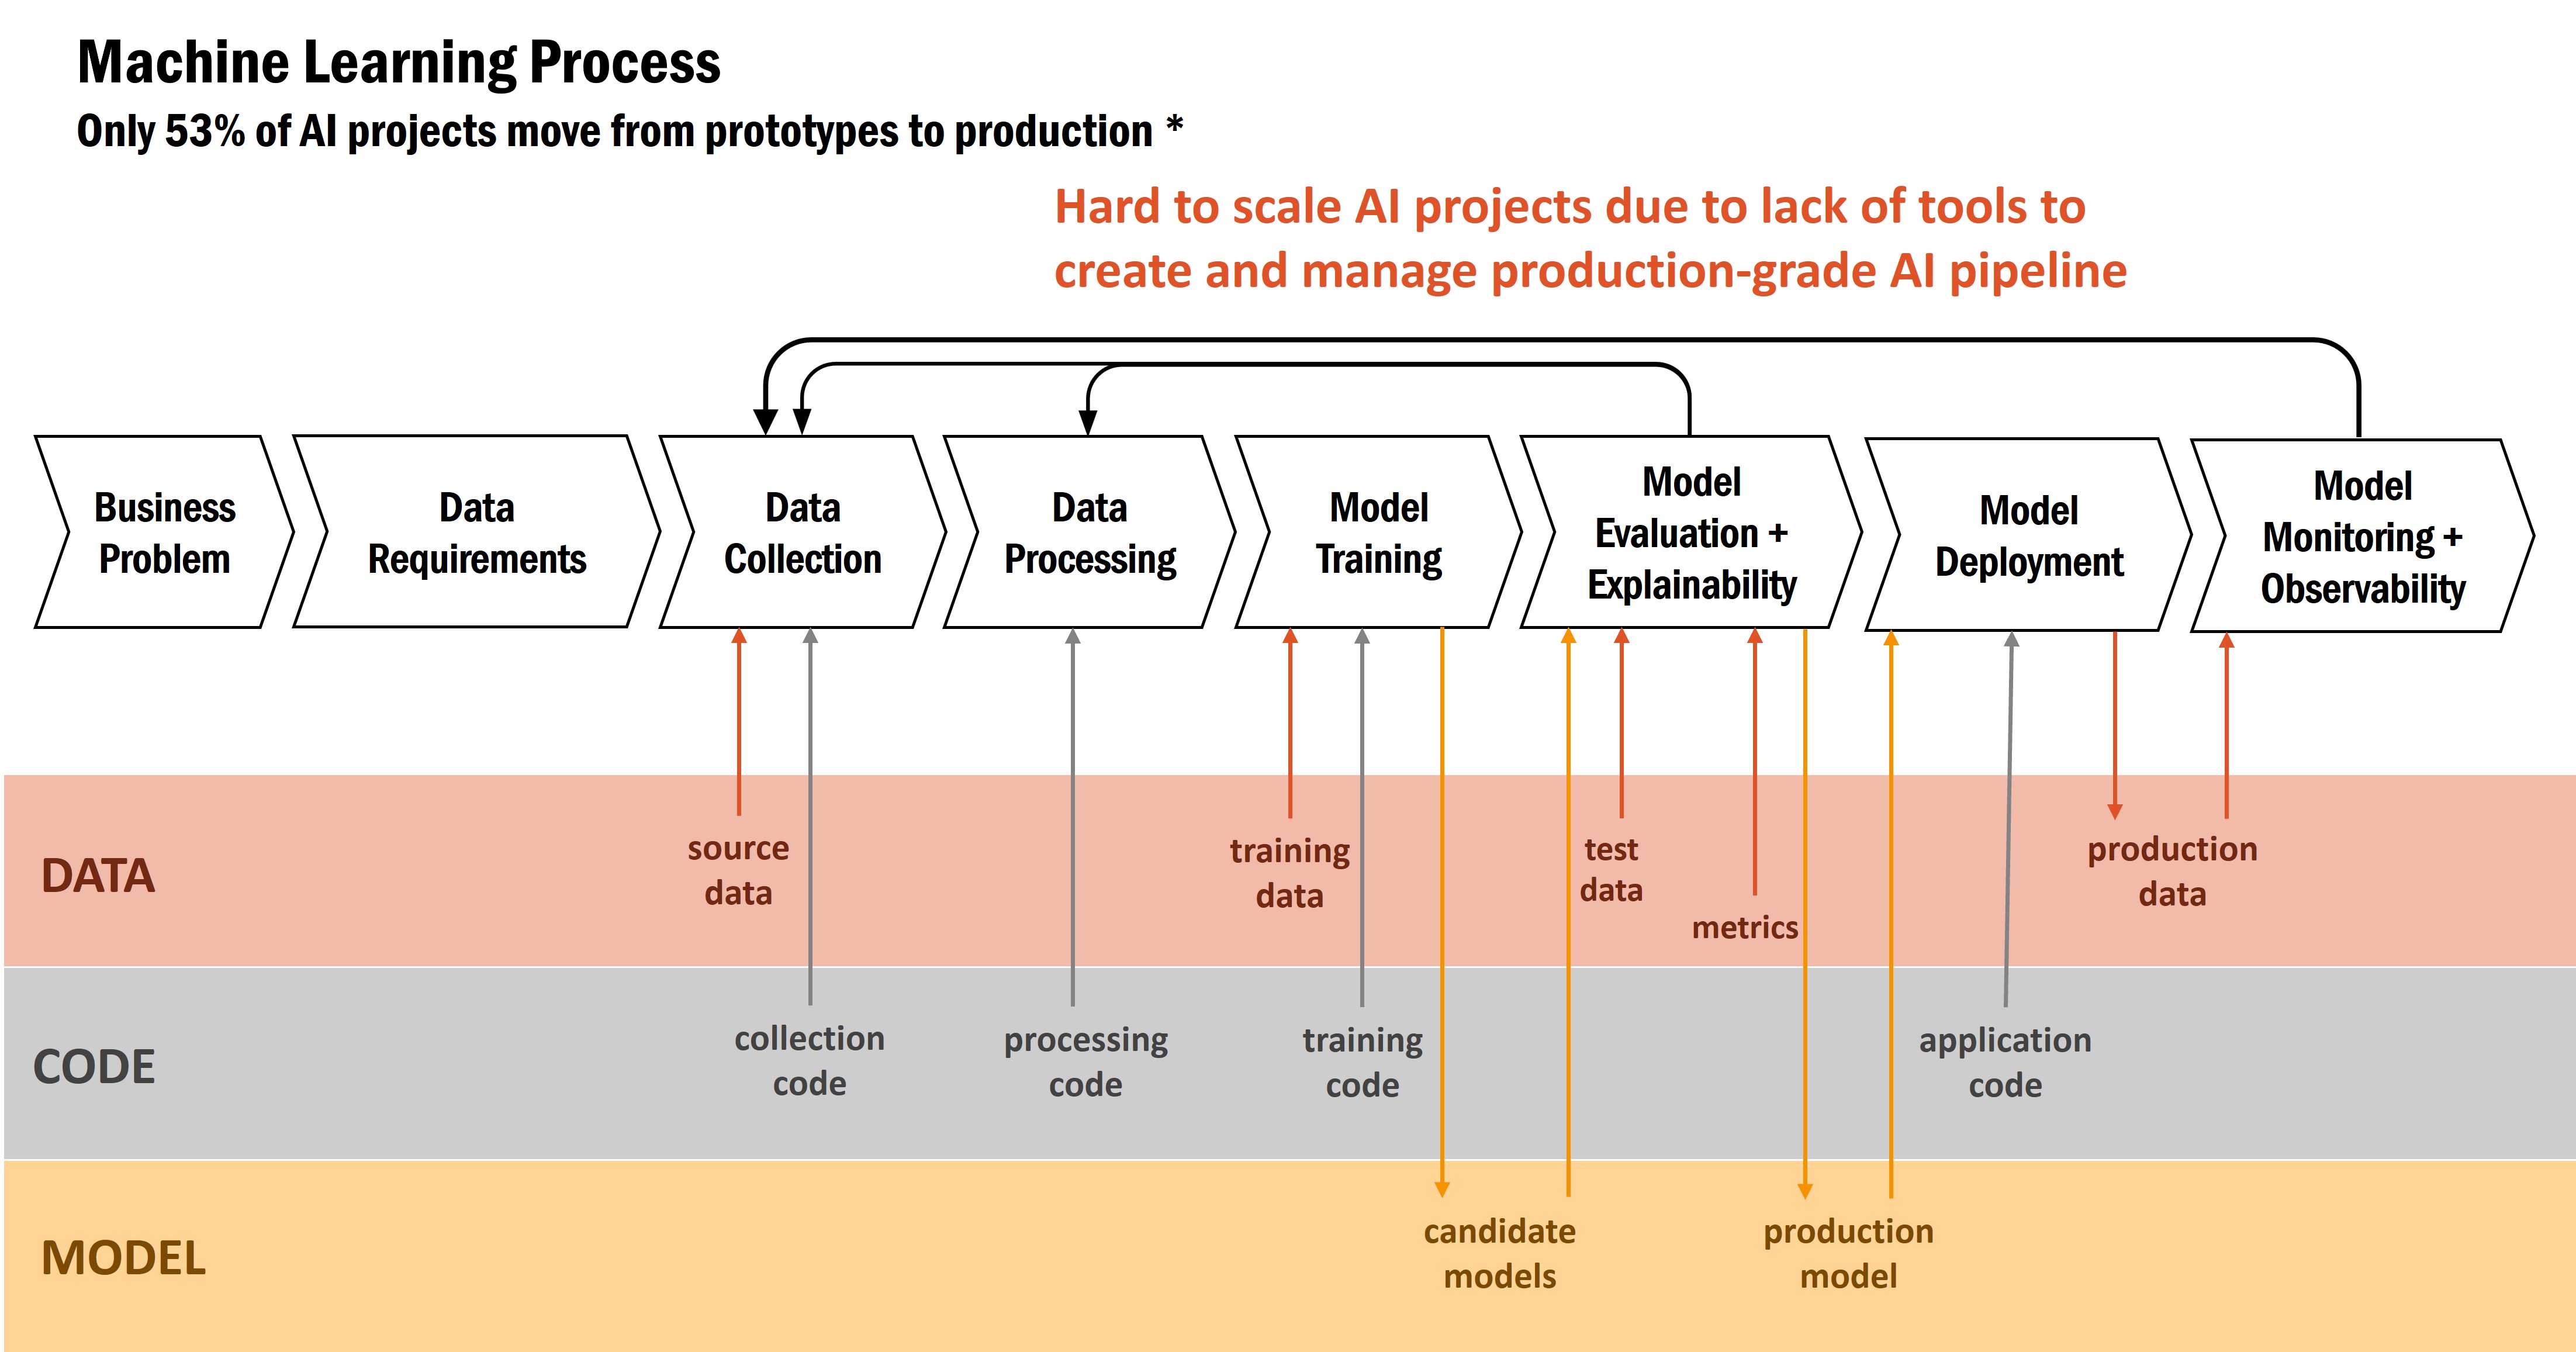 Machine Learning Process
Only 53% of AI projects move from prototypes to production *
Hard to scale AI projects due to lack of tools to
create and manage production-grade AI pipeline
Business
Problem
Data
Requirements
Data
Collection
Data
Processing
Model
Training
Model
Evaluation +
Explainability
Model
Deployment
Model
Monitoring +
Observability
DATA
source
data
training
data
test
data
metrics
production
data
CODE
collection
code
processing
code
training
code
application
code
MODEL
candidate
models
production
model